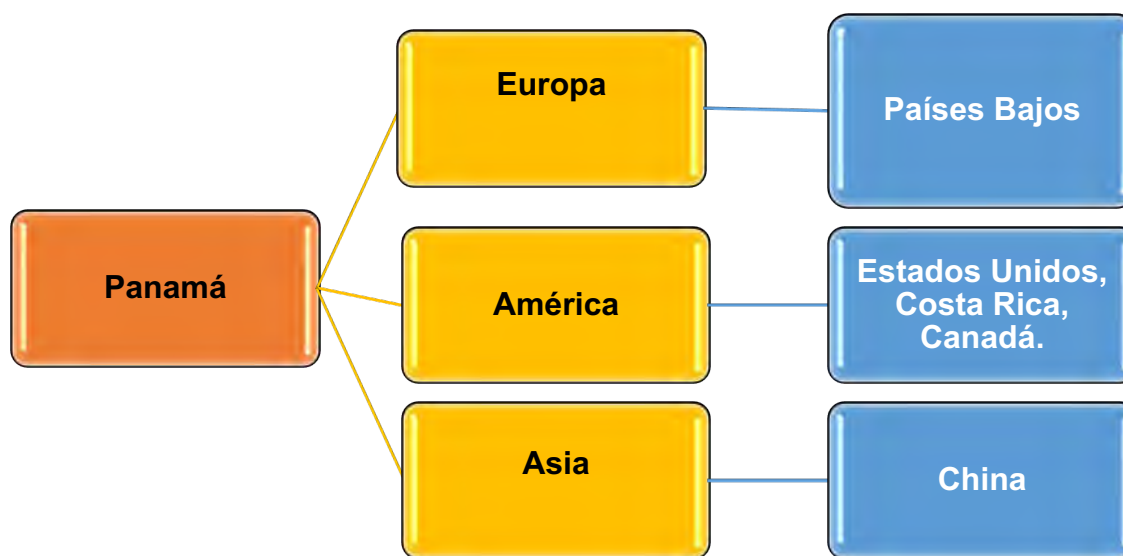 Panamá
Europa
Países Bajos
América
Estados Unidos,
Costa Rica,
Canadá.
Asia
China